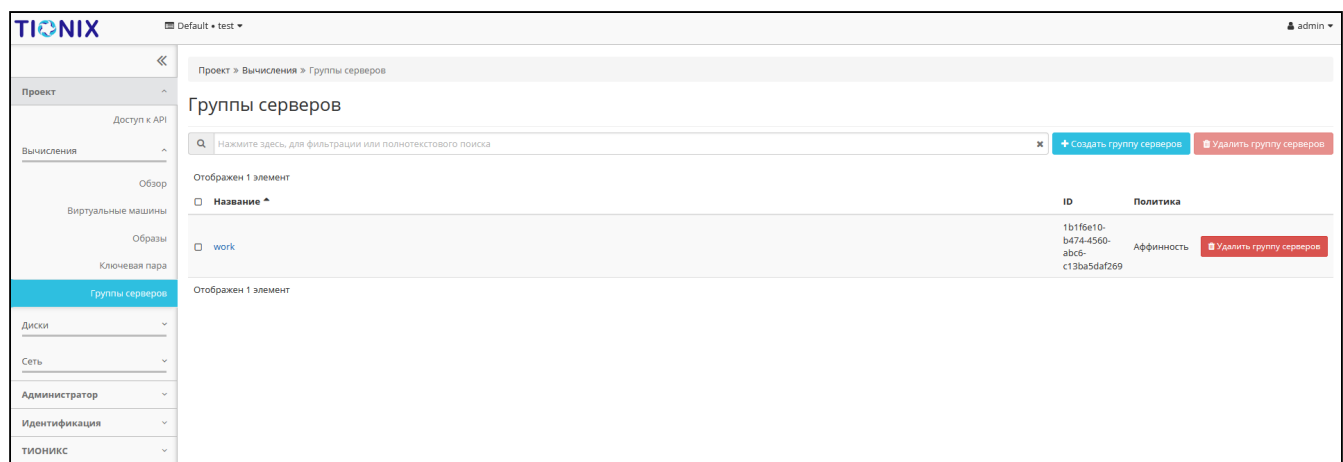 TIONIX
Default • test
admin
Проект » Вычисления » Группы серверов
Проект
Доступ к API
Вычисления
Обзор
Виртуальные машины
Образы
Ключевая пара
Группы серверов
Диски
Сеть
Администратор
Идентификация
ТИОНИКС
Группы серверов
Нажмите здесь, для фильтрации или полнотекстового поиска
Создать группу серверов
Удалить группу серверов
Отображен 1 элемент
Название ID Политика
work
1b1f6e10-
b474-4560-
abc6-
c13ba5daf269
Аффинность
Удалить группу серверов
Отображен 1 элемент